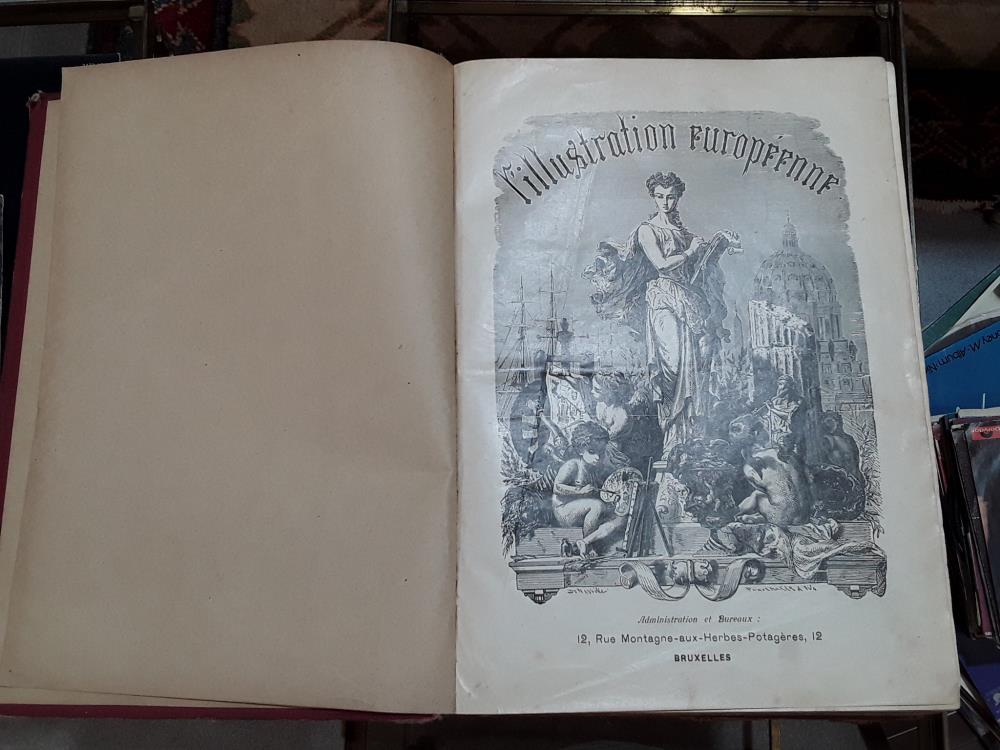 L'illustration européenne
Administration et Bureaux :
12, Rue Montagne-aux-Herbes-Potagères, 12
BRUXELLES